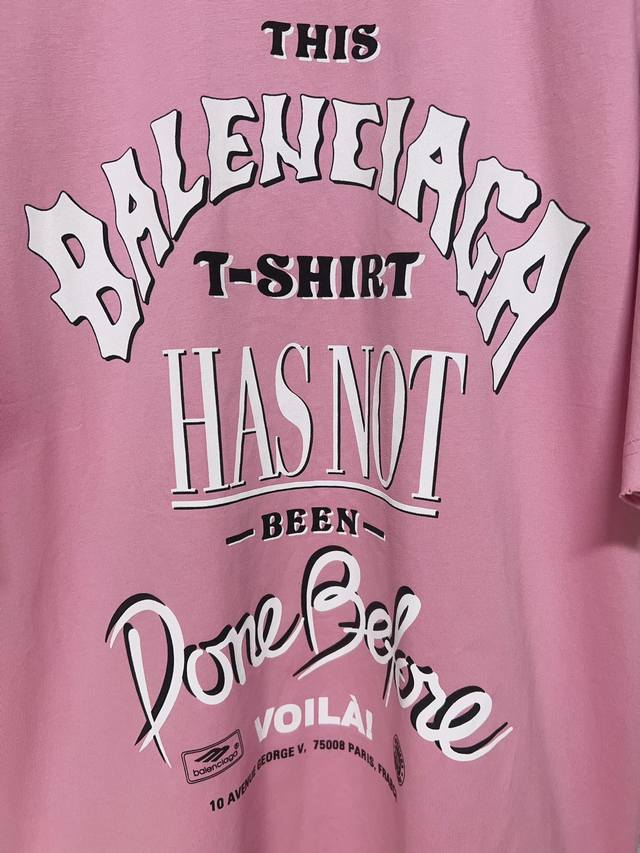 THIS
BALENCIAGA
T-SHIRT
HAS NOT
BEEN
Done Before
VOILÀ!
balenciaga
10 AVENUE GEORGE V, 75008 PARIS, FRANCE